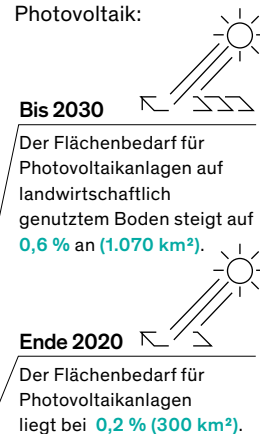 Photovoltaik:
Bis 2030
Der Flächenbedarf für
Photovoltaikanlagen auf
landwirtschaftlich
genutztem Boden steigt auf
0,6 % an (1.070 km²).
Ende 2020
Der Flächenbedarf für
Photovoltaikanlagen
liegt bei 0,2 % (300 km²).